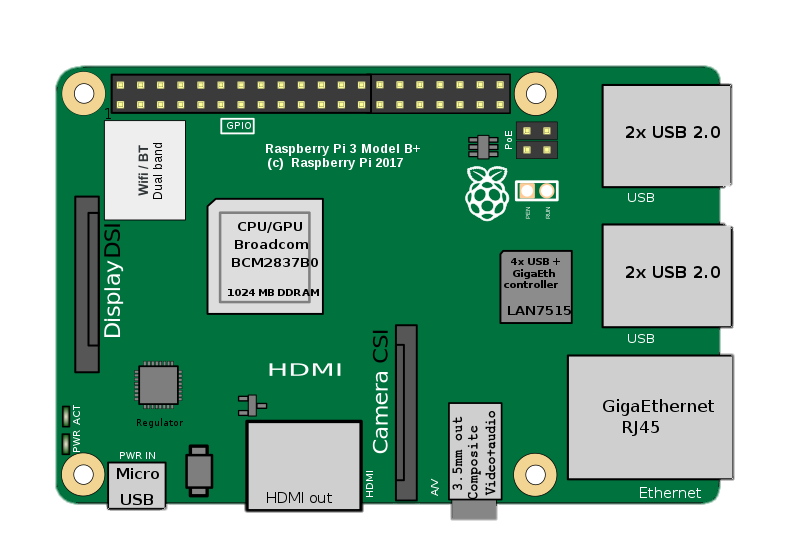 1
GPIO
Raspberry Pi 3 Model B+
(c) Raspberry Pi 2017
Wifi / BT
Dual band
PoE
2x USB 2.0
USB
PEN
RUN
CPU/GPU
Broadcom
BCM2837B0
1024 MB DDRAM
Display DSI
4x USB +
GigaEth
controller
LAN7515
2x USB 2.0
USB
HDMI
Camera CSI
Regulator
PWR ACT
PWR IN
Micro
USB
HDMI out
HDMI
A/V
3.5mm out
Composite
Video+audio
GigaEthernet
RJ45
Ethernet